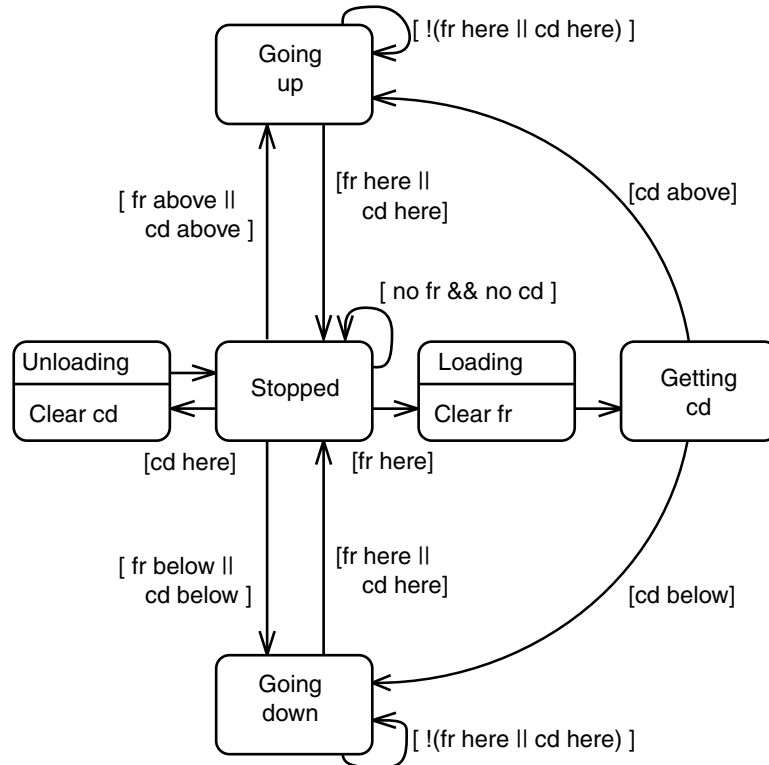 [ !(fr here || cd here) ]
Going
up
[ fr above ||
cd above ]
[fr here ||
cd here]
[cd above]
[ no fr && no cd ]
Unloading
Clear cd
Stopped
Loading
Clear fr
Getting
cd
[cd here]
[fr here]
[ fr below ||
cd below ]
[fr here ||
cd here]
[cd below]
Going
down
[ !(fr here || cd here) ]